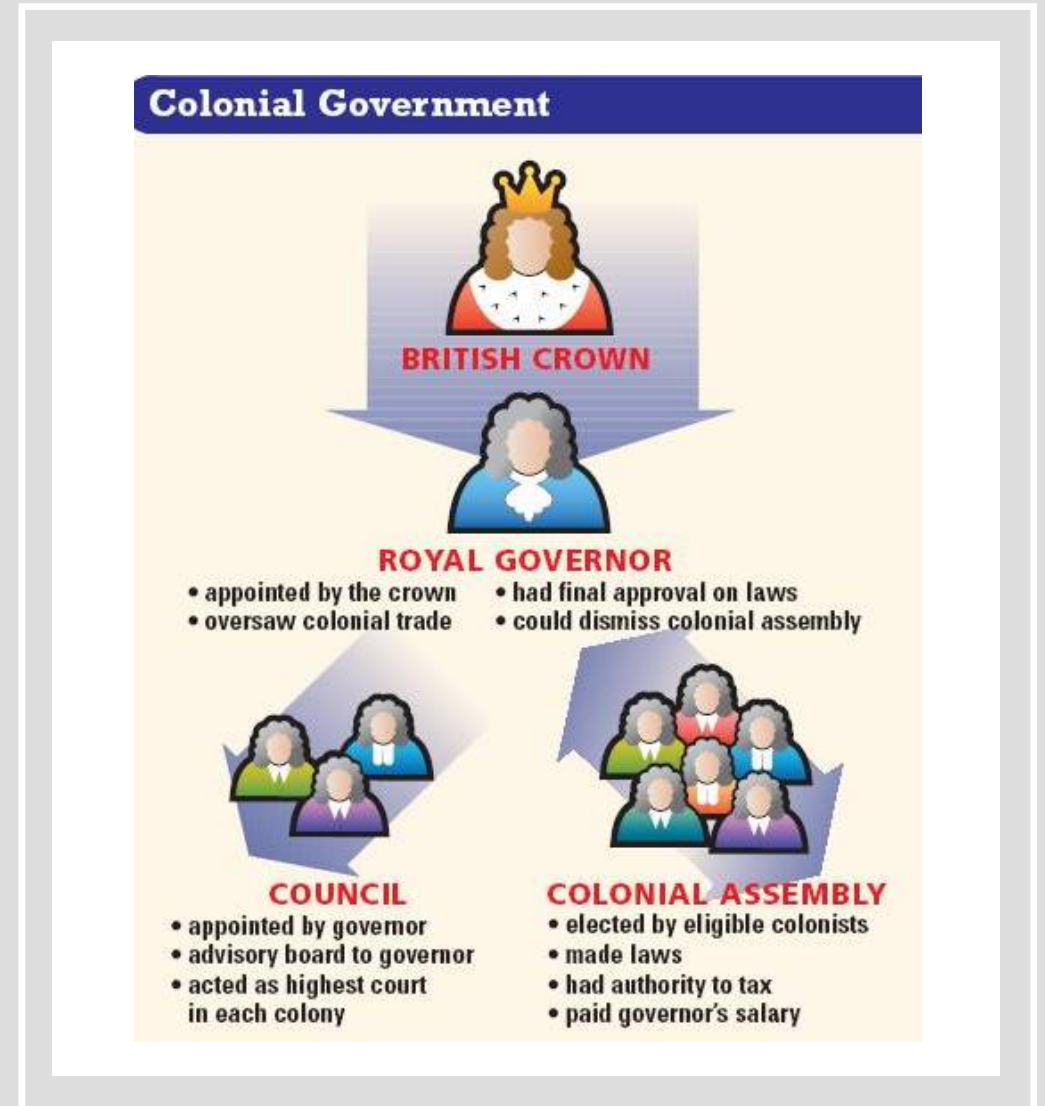 Colonial Government
BRITISH CROWN
ROYAL GOVERNOR
• appointed by the crown
• oversaw colonial trade
• had final approval on laws
• could dismiss colonial assembly
COUNCIL
• appointed by governor
• advisory board to governor
• acted as highest court
in each colony
COLONIAL ASSEMBLY
• elected by eligible colonists
• made laws
• had authority to tax
• paid governor's salary